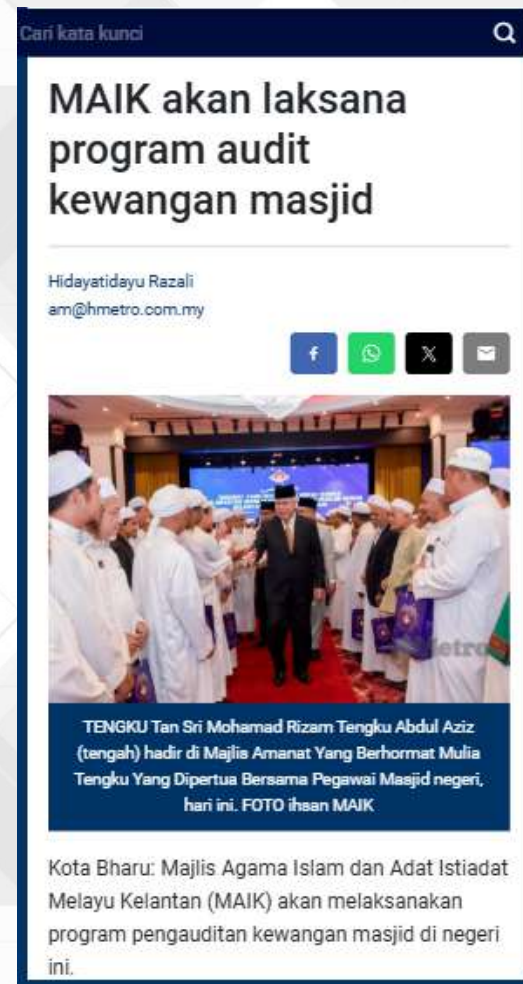 Cari kata kunci
MAIK akan laksana
program audit
kewangan masjid
Hidayatidayu Razali
am@hmetro.com.my
TENGKU Tan Sri Mohamad Rizam Tengku Abdul Aziz
(tengah) hadir di Majlis Amanat Yang Berhormat Mulia
Tengku Yang Dipertua Bersama Pegawai Masjid negeri,
hari ini. FOTO ihsan MAIK
Kota Bharu: Majlis Agama Islam dan Adat Istiadat
Melayu Kelantan (MAIK) akan melaksanakan
program pengauditan kewangan masjid di negeri
ini.